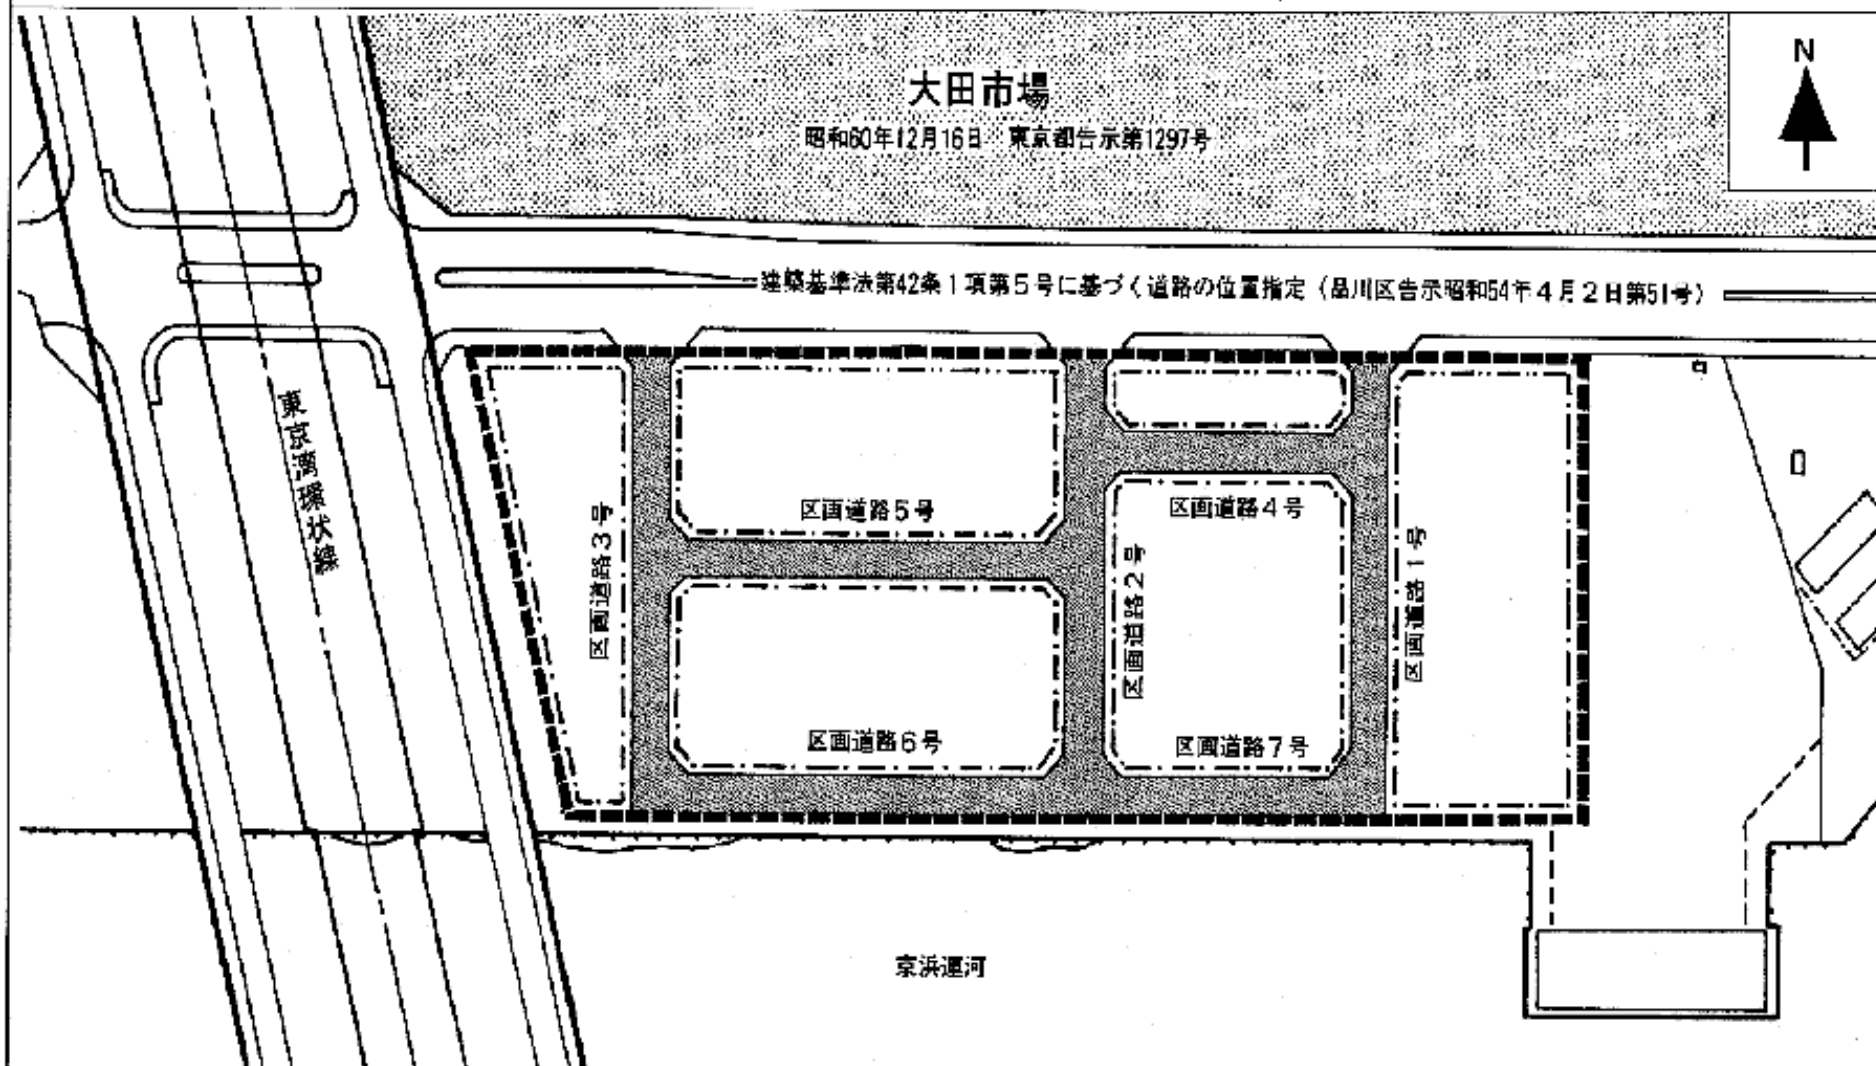 N
大田市場
昭和60年12月16日 東京都告示第1297号
建築基準法第42条1項第5号に基づく道路の位置指定（品川区告示昭和54年4月2日第51号）
東京湾環状線
区画道路3号
区画道路5号
区画道路4号
区画道路2号
区画道路1号
区画道路6号
区画道路7号
京浜運河